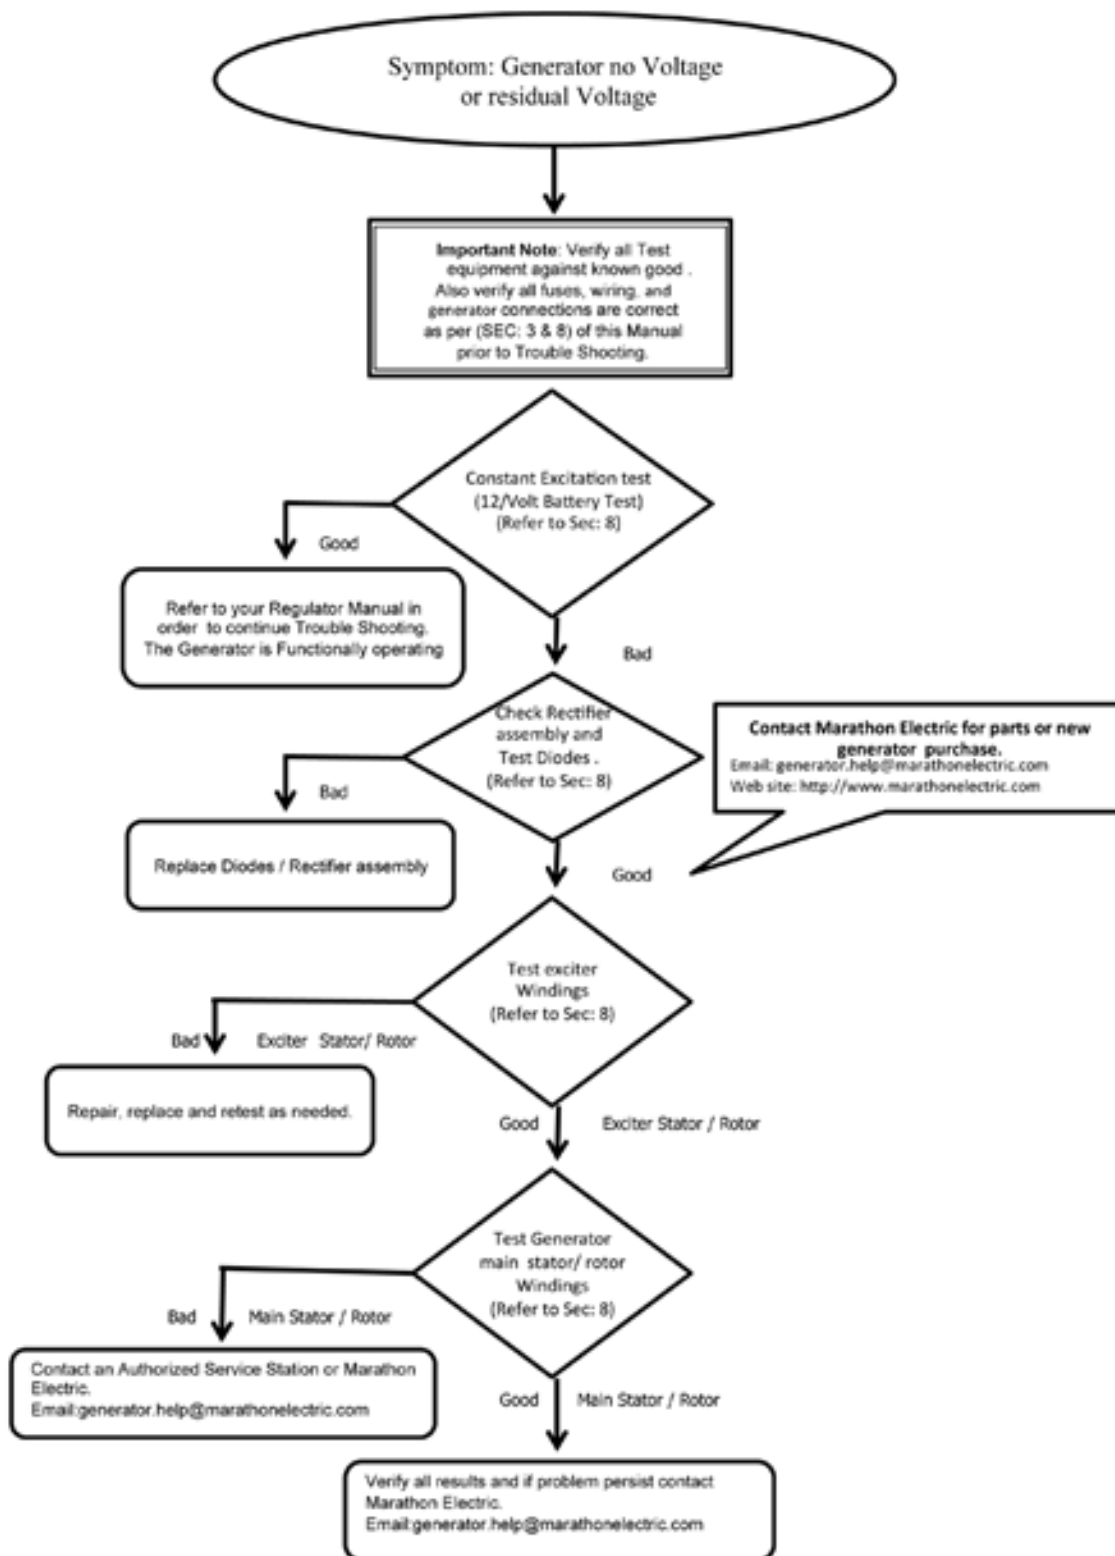 Symptom: Generator no Voltage
or residual Voltage
Important Note: Verify all Test
equipment against known good .
Also verify all fuses, wiring, and
generator connections are correct
as per (SEC: 3 & 8) of this Manual
prior to Trouble Shooting.
Constant Excitation test
(12/Volt Battery Test)
(Refer to Sec: 8)
Good
Refer to your Regulator Manual in
order to continue Trouble Shooting.
The Generator is Functionally operating
Bad
Check Rectifier
assembly and
Test Diodes .
(Refer to Sec: 8)
Contact Marathon Electric for parts or new
generator purchase.
Email: generator.help@marathonelectric.com
Web site: http://www.marathonelectric.com
Bad
Replace Diodes / Rectifier assembly
Good
Test exciter
Windings
(Refer to Sec: 8)
Bad Exciter Stator/ Rotor
Repair, replace and retest as needed.
Good Exciter Stator / Rotor
Test Generator
main stator/ rotor
Windings
(Refer to Sec: 8)
Bad Main Stator / Rotor
Contact an Authorized Service Station or Marathon
Electric.
Email:generator.help@marathonelectric.com
Good Main Stator / Rotor
Verify all results and if problem persist contact
Marathon Electric.
Email:generator.help@marathonelectric.com